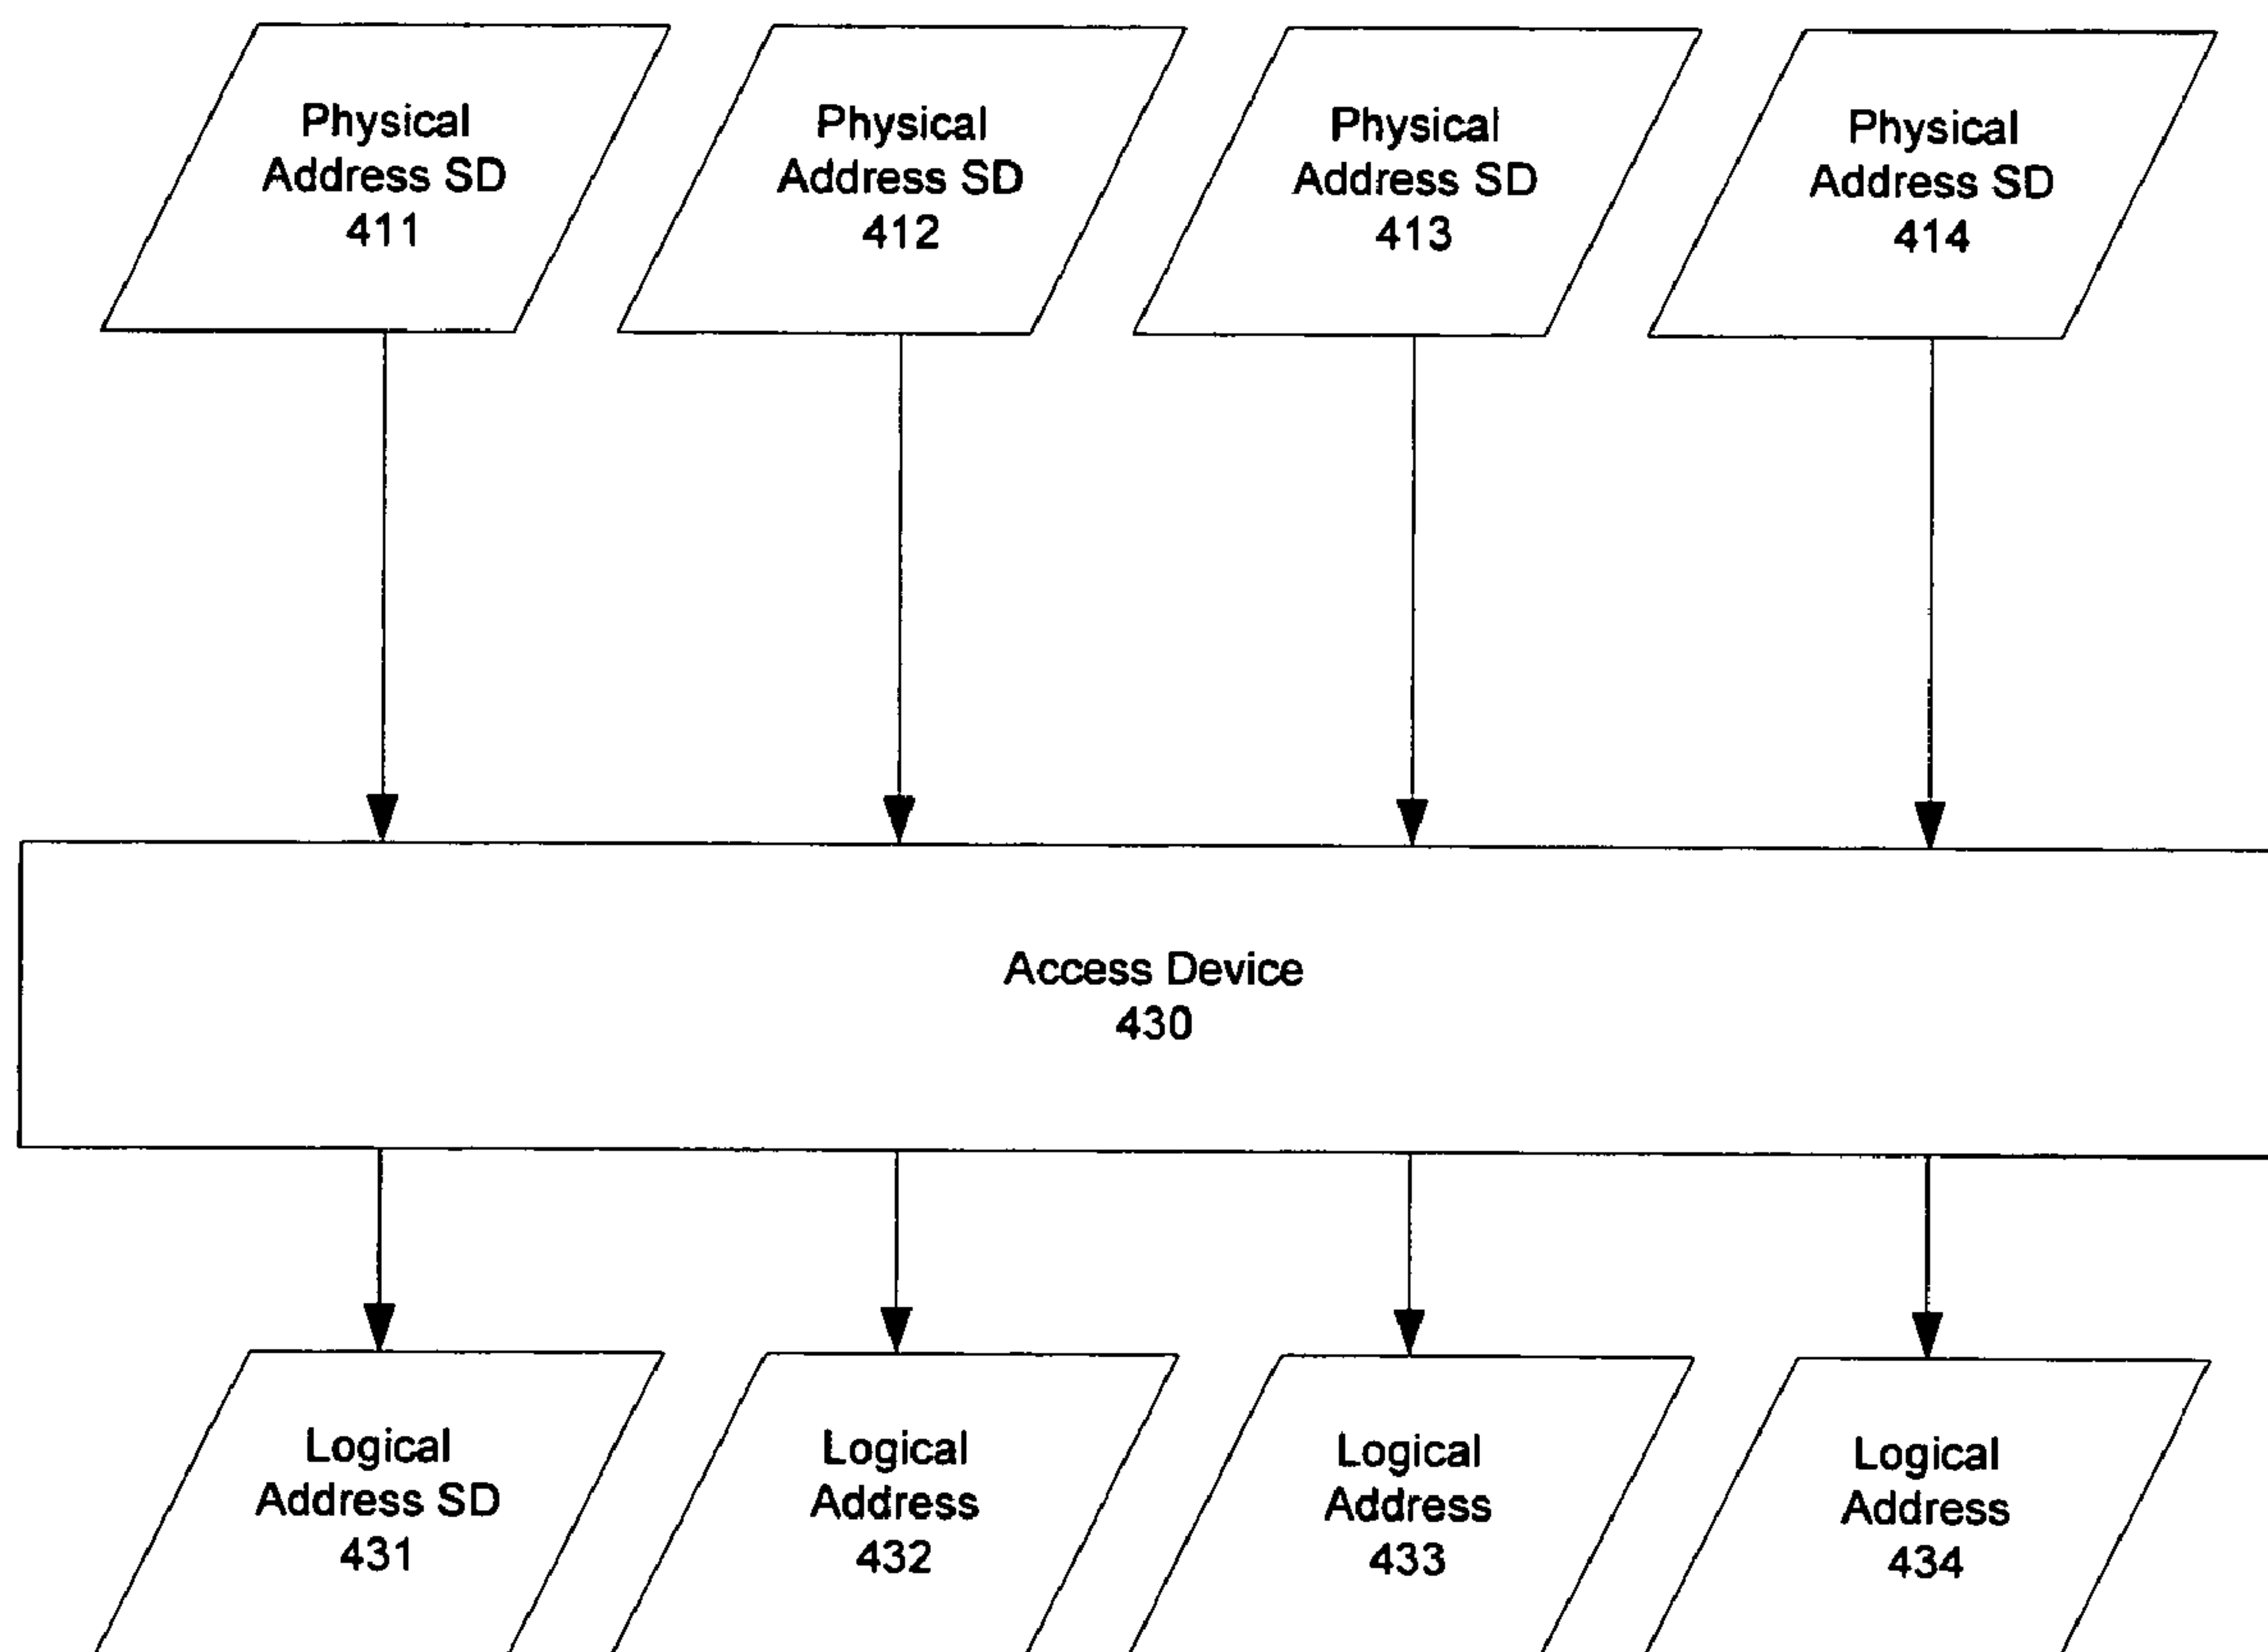 Physical
Address SD
411
Physical
Address SD
412
Physical
Address SD
413
Physical
Address SD
414
Access Device
430
Logical
Address SD
431
Logical
Address
432
Logical
Address
433
Logical
Address
434